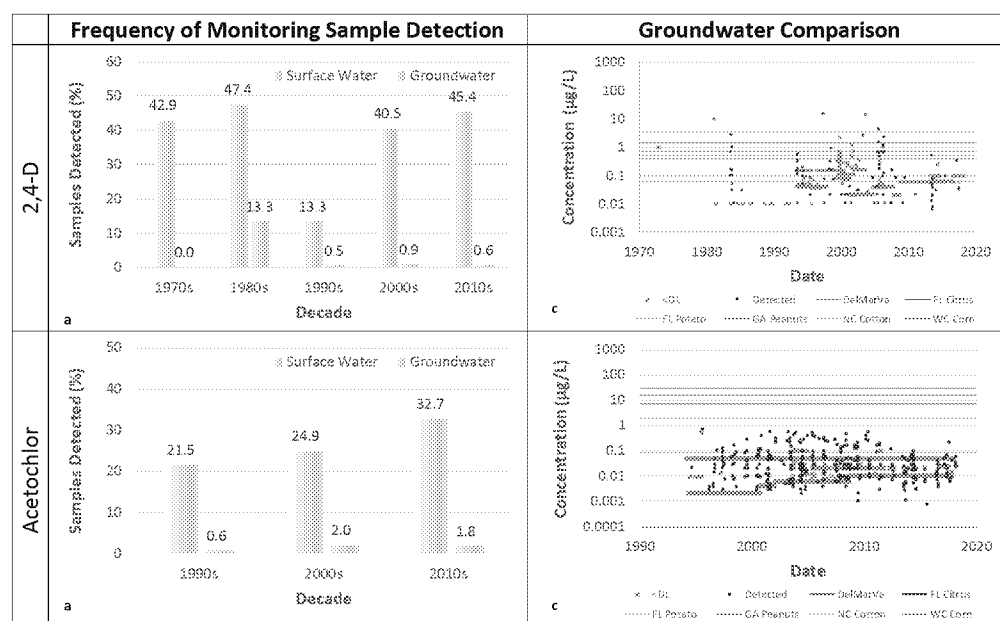 Frequency of Monitoring Sample Detection
Groundwater Comparison
2,4-D
Samples Detected (%)
60
50
40
30
20
10
0
Surface Water
Groundwater
42.9
0.0
47.4
13.3
13.3
0.5
40.5
0.9
45.4
0.6
1970s
1980s
1990s
2000s
2010s
Decade
a
Concentration (µg/L)
1000
100
10
1
0.1
0.01
0.001
1970
1980
1990
2000
2010
2020
Date
<DL
Detected
DelMarVa
FL Citrus
FL Potato
GA Peanuts
NC Cotton
WC Corn
c
Acetochlor
Samples Detected (%)
50
40
30
20
10
0
Surface Water
Groundwater
21.5
0.6
24.9
2.0
32.7
1.8
1990s
2000s
2010s
Decade
a
Concentration (µg/L)
1000
100
10
1
0.1
0.01
0.001
0.0001
1990
2000
2010
2020
Date
<DL
Detected
DelMarVa
FL Citrus
FL Potato
GA Peanuts
NC Cotton
WC Corn
c